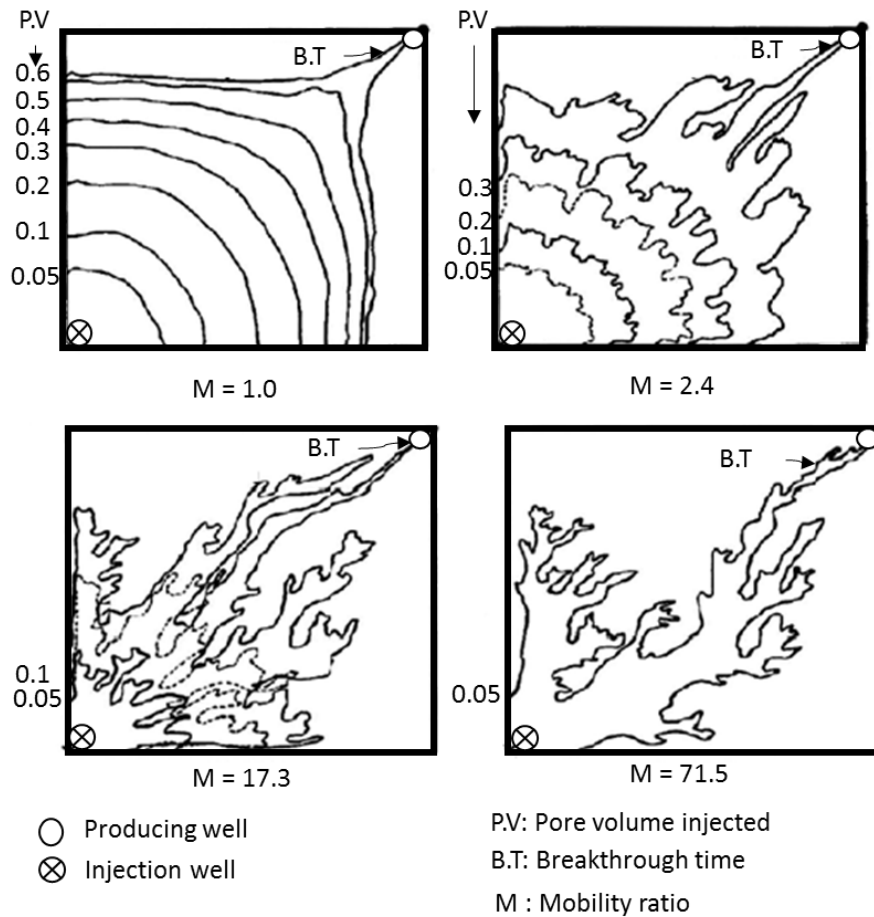 P.V
B.T
0.6
0.5
0.4
0.3
0.2
0.1
0.05
M = 1.0
P.V
B.T
0.3
0.2
0.1
0.05
M = 2.4
B.T
0.1
0.05
M = 17.3
B.T
0.05
M = 71.5
Producing well
Injection well
P.V: Pore volume injected
B.T: Breakthrough time
M : Mobility ratio